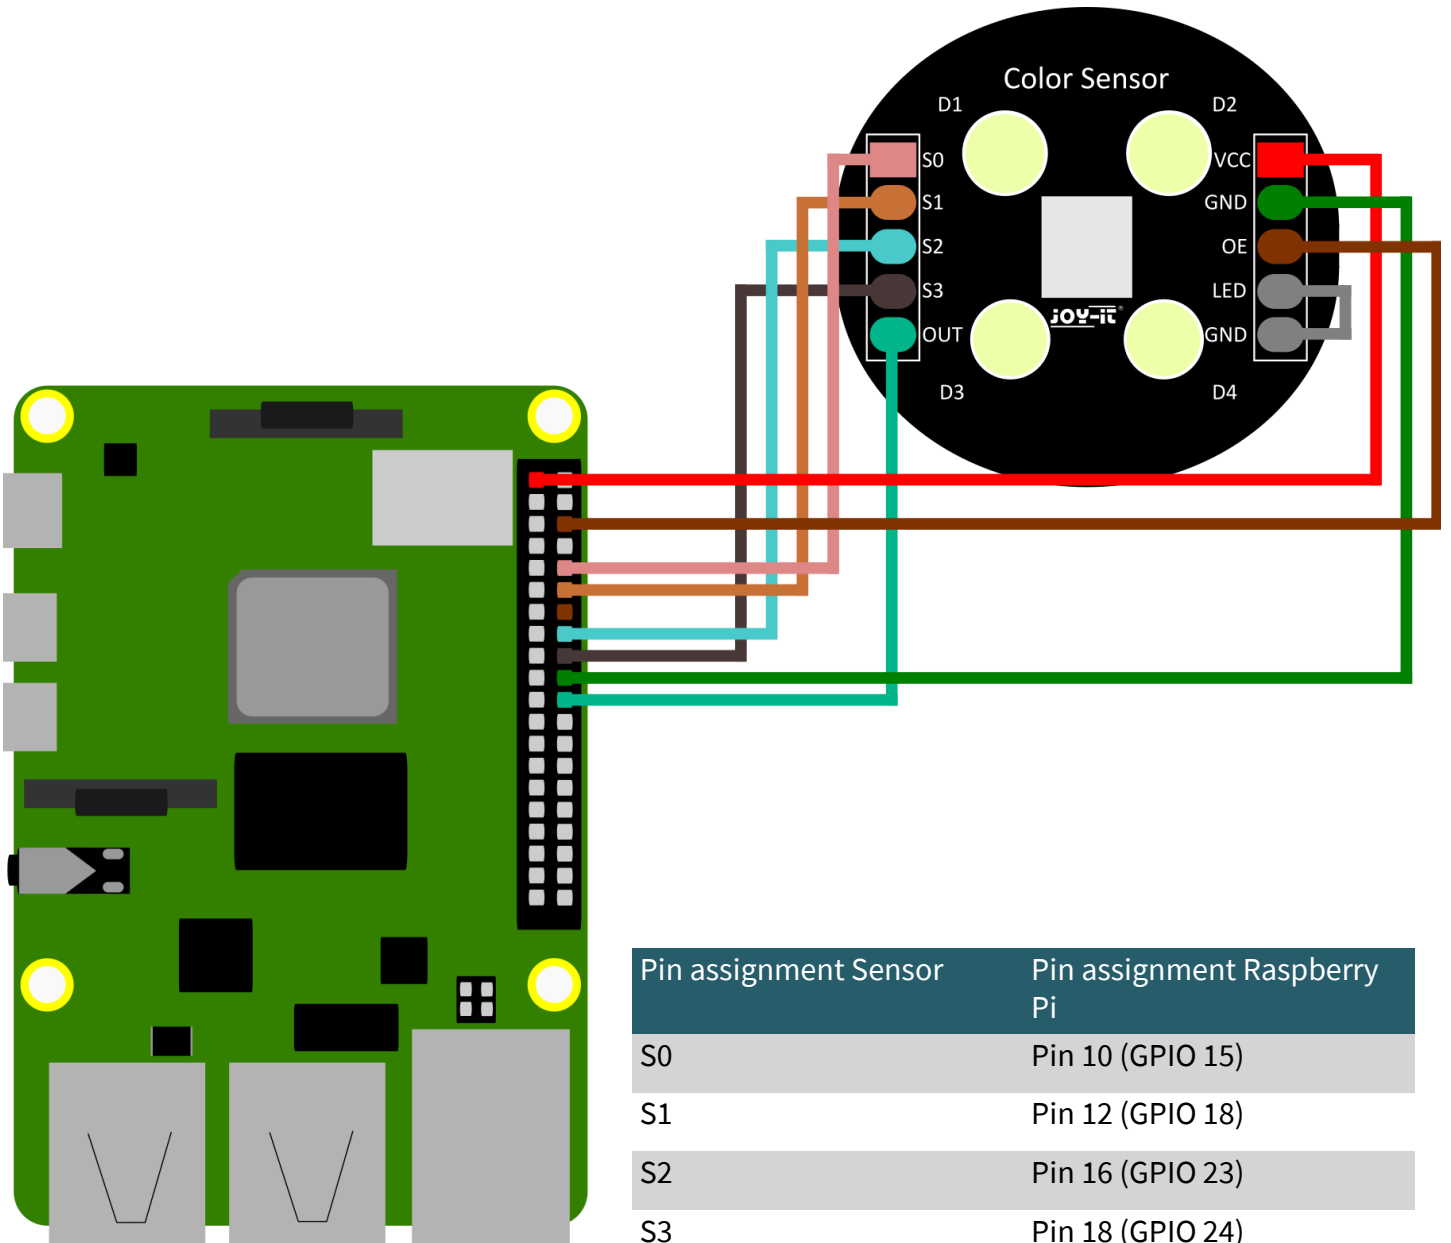 Color Sensor
D1
D2
S0
VCC
S1
GND
S2
OE
S3
LED
JOY-iT®
OUT
GND
D3
D4
Pin assignment Sensor
Pin assignment Raspberry
Pi
S0
Pin 10 (GPIO 15)
S1
Pin 12 (GPIO 18)
S2
Pin 16 (GPIO 23)
S3
Pin 18 (GPIO 24)